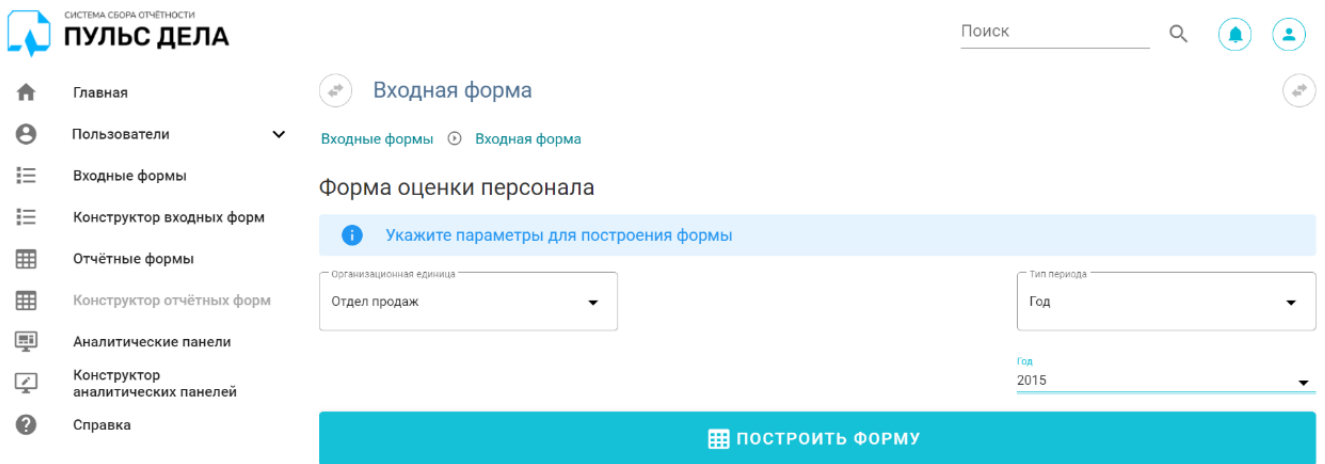 СИСТЕМА СБОРА ОТЧЁТНОСТИ
ПУЛЬС ДЕЛА
Поиск
Главная
Пользователи
Входные формы
Конструктор входных форм
Отчётные формы
Конструктор отчётных форм
Аналитические панели
Конструктор
аналитических панелей
Справка
Входная форма
Входные формы Входная форма
Форма оценки персонала
Укажите параметры для построения формы
Организационная единица
Отдел продаж
Тип периода
Год
Год
2015
ПОСТРОИТЬ ФОРМУ